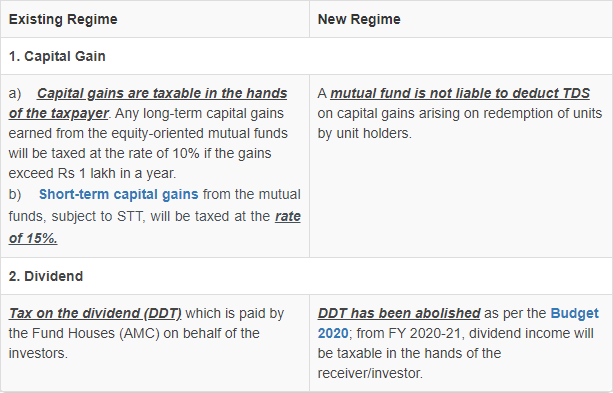 Existing Regime
New Regime
1. Capital Gain
a) Capital gains are taxable in the hands
of the taxpayer. Any long-term capital gains
earned from the equity-oriented mutual funds
will be taxed at the rate of 10% if the gains
exceed Rs 1 lakh in a year.
b) Short-term capital gains from the mutual
funds, subject to STT, will be taxed at the rate
of 15%.
A mutual fund is not liable to deduct TDS
on capital gains arising on redemption of units
by unit holders.
2. Dividend
Tax on the dividend (DDT) which is paid by
the Fund Houses (AMC) on behalf of the
investors.
DDT has been abolished as per the Budget
2020; from FY 2020-21, dividend income will
be taxable in the hands of the
receiver/investor.